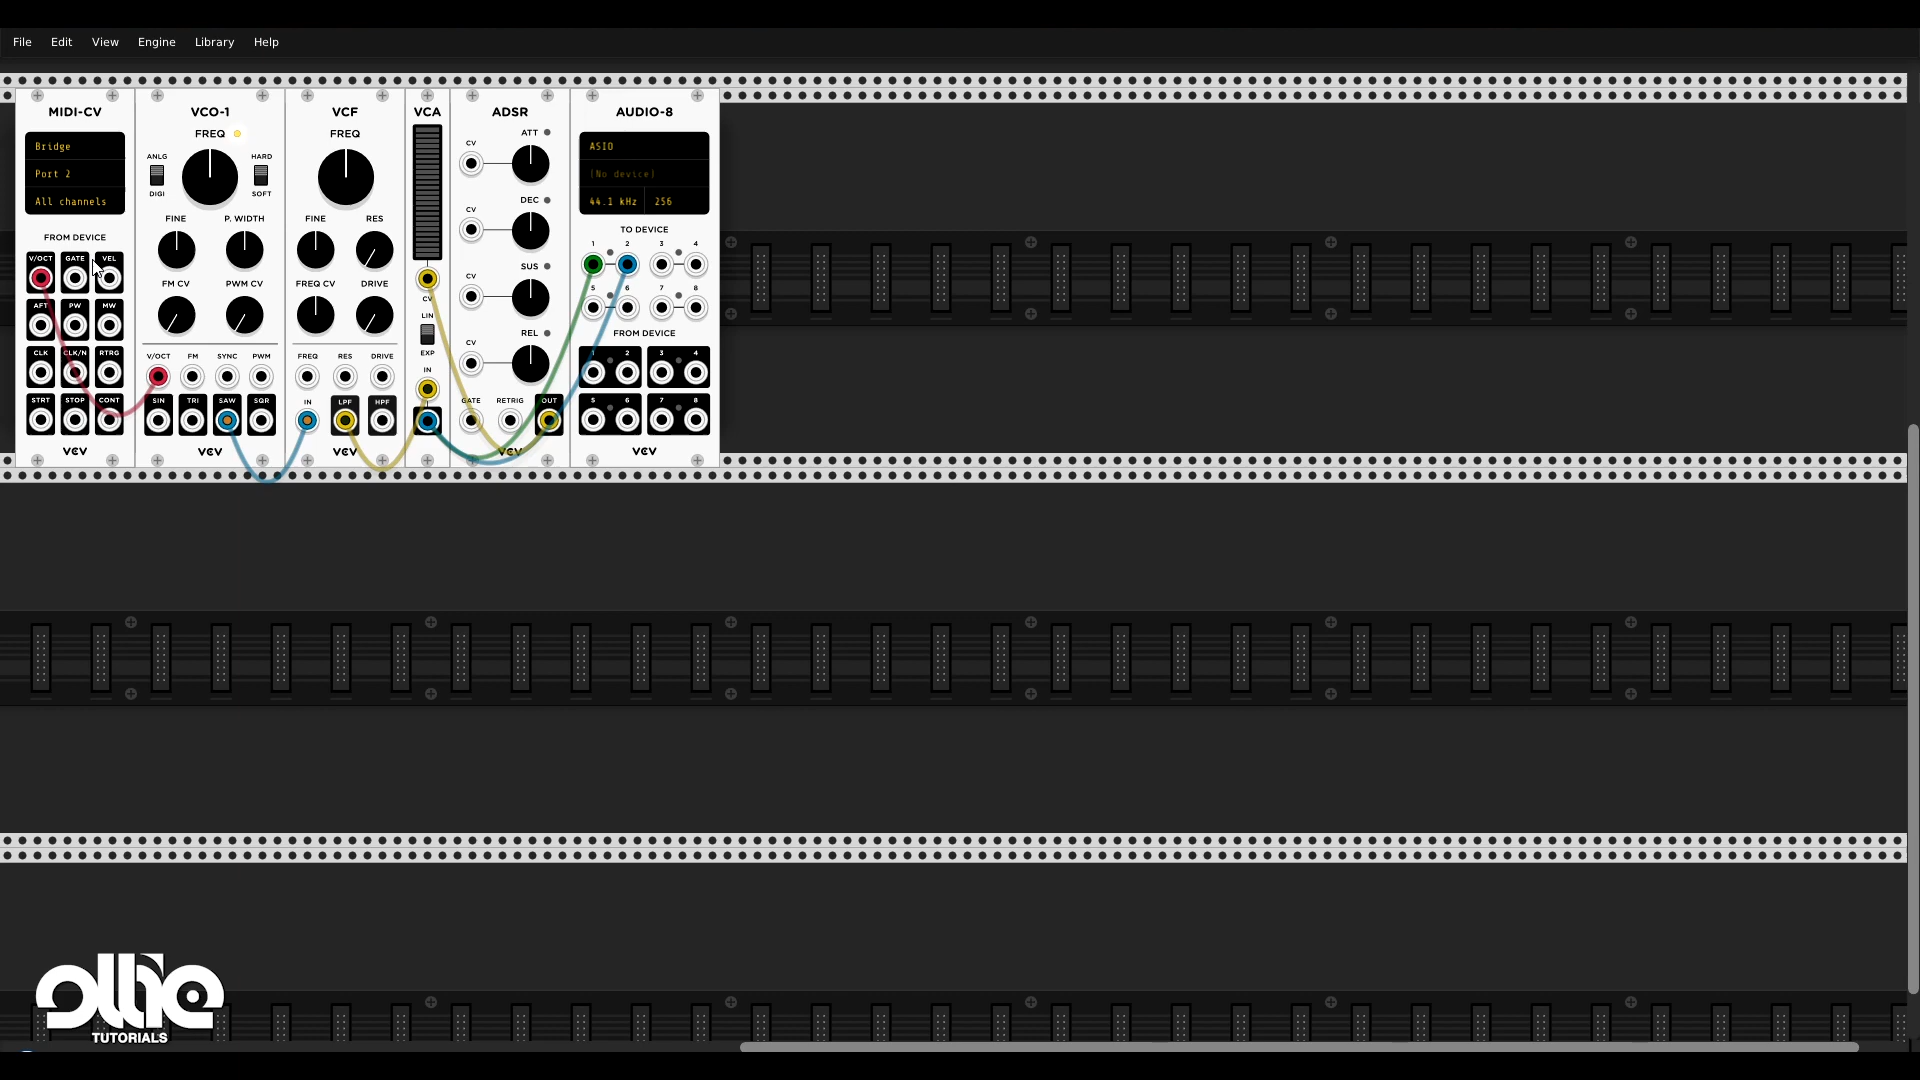 File Edit View Engine Library Help
MIDI-CV
Bridge
Port 2
All channels
FROM DEVICE
V/OCT GATE VEL
AFT PW MW
CLK CLK/N RTRG
STRT STOP CONT
VCV
VCO-1
FREQ
ANLG HARD
DIGI SOFT
FINE P. WIDTH
FM CV PWM CV
V/OCT FM SYNC PWM
SIN TRI SAW SQR
VCV
VCF
FREQ
FINE RES
FREQ CV DRIVE
FREQ RES DRIVE
IN LPF HPF
VCV
VCA
CV
LIN
EXP
IN
ADSR
ATT
CV
DEC
CV
SUS
CV
REL
CV
GATE RETRIG OUT
VCV
AUDIO-8
ASIO
(No device)
44.1 kHz 256
TO DEVICE
1 2 3 4
5 6 7 8
FROM DEVICE
1 2 3 4
5 6 7 8
VCV
ollie
TUTORIALS